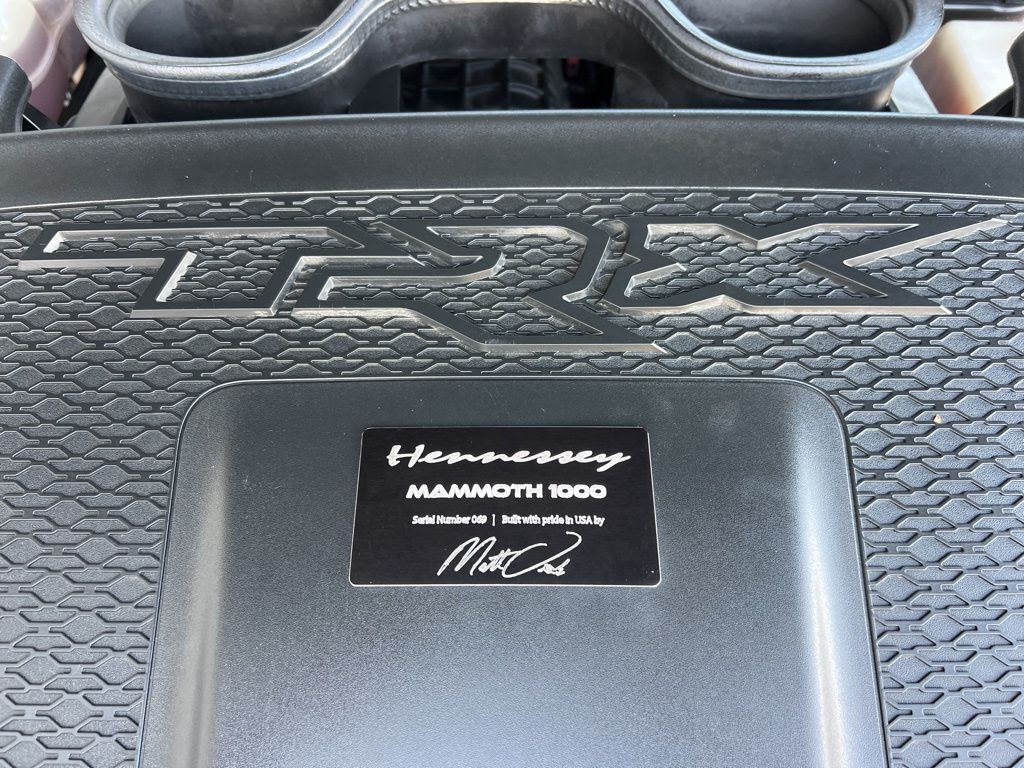 TRX
Hennessey
MAMMOTH 1000
Serial Number 069 | Built with pride in USA by